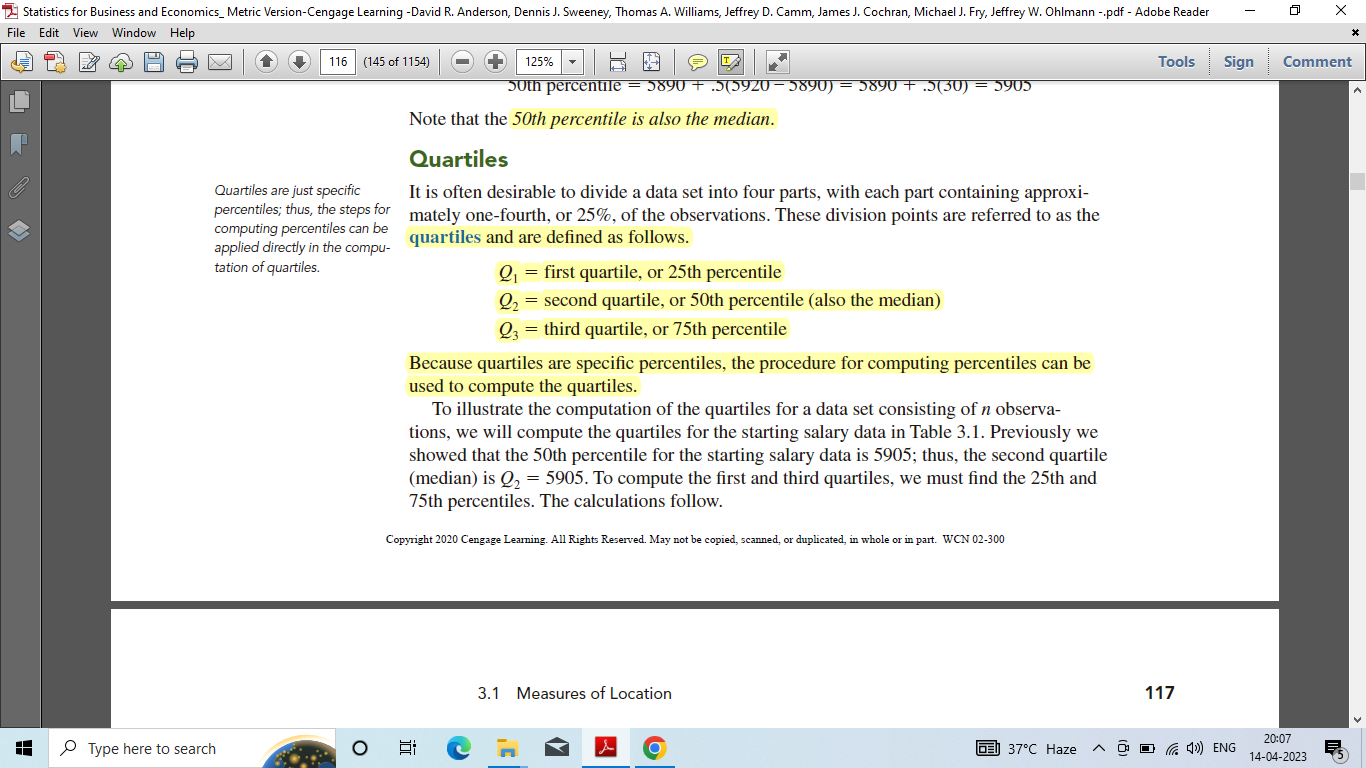 Statistics for Business and Economics_ Metric Version-Cengage Learning -David R. Anderson, Dennis J. Sweeney, Thomas A. Williams, Jeffrey D. Camm, James J. Cochran, Michael J. Fry, Jeffrey W. Ohlmann -.pdf - Adobe Reader
File Edit View Window Help
116 (145 of 1154) 125% Tools Sign Comment
50th percentile = 5890 + .5(5920 − 5890) = 5890 + .5(30) = 5905
Note that the 50th percentile is also the median.
Quartiles
Quartiles are just specific
percentiles; thus, the steps for
computing percentiles can be
applied directly in the compu-
tation of quartiles.
It is often desirable to divide a data set into four parts, with each part containing approxi-
mately one-fourth, or 25%, of the observations. These division points are referred to as the
quartiles and are defined as follows.
Q1 = first quartile, or 25th percentile
Q2 = second quartile, or 50th percentile (also the median)
Q3 = third quartile, or 75th percentile
Because quartiles are specific percentiles, the procedure for computing percentiles can be
used to compute the quartiles.
To illustrate the computation of the quartiles for a data set consisting of n observa-
tions, we will compute the quartiles for the starting salary data in Table 3.1. Previously we
showed that the 50th percentile for the starting salary data is 5905; thus, the second quartile
(median) is Q2 = 5905. To compute the first and third quartiles, we must find the 25th and
75th percentiles. The calculations follow.
Copyright 2020 Cengage Learning. All Rights Reserved. May not be copied, scanned, or duplicated, in whole or in part. WCN 02-300
3.1 Measures of Location 117
Type here to search
37°C Haze ENG
20:07
14-04-2023
5